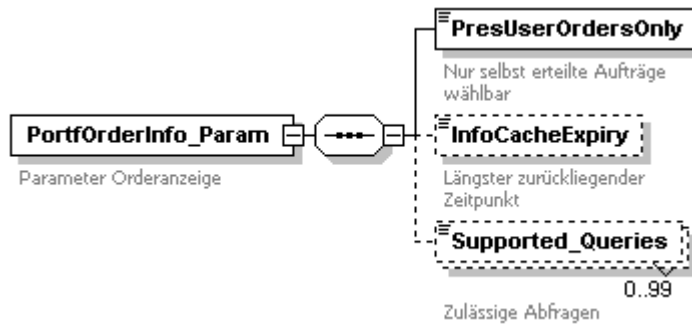 PresUserOrdersOnly
Nur selbst erteilte Aufträge
wählbar
PortfOrderInfo_Param
Parameter Orderanzeige
InfoCacheExpiry
Längster zurückliegender
Zeitpunkt
Supported_Queries
0..99
Zulässige Abfragen